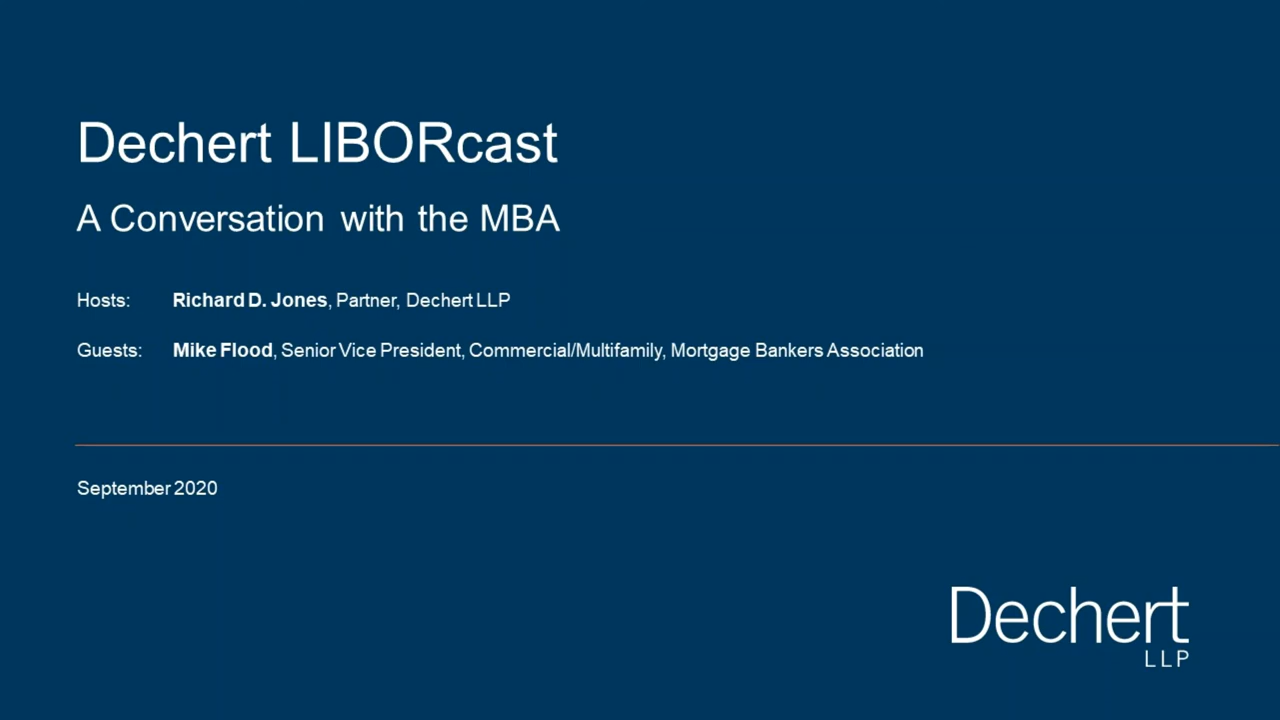 Dechert LIBORcast
A Conversation with the MBA
Hosts: Richard D. Jones, Partner, Dechert LLP
Guests: Mike Flood, Senior Vice President, Commercial/Multifamily, Mortgage Bankers Association
September 2020
Dechert
LLP